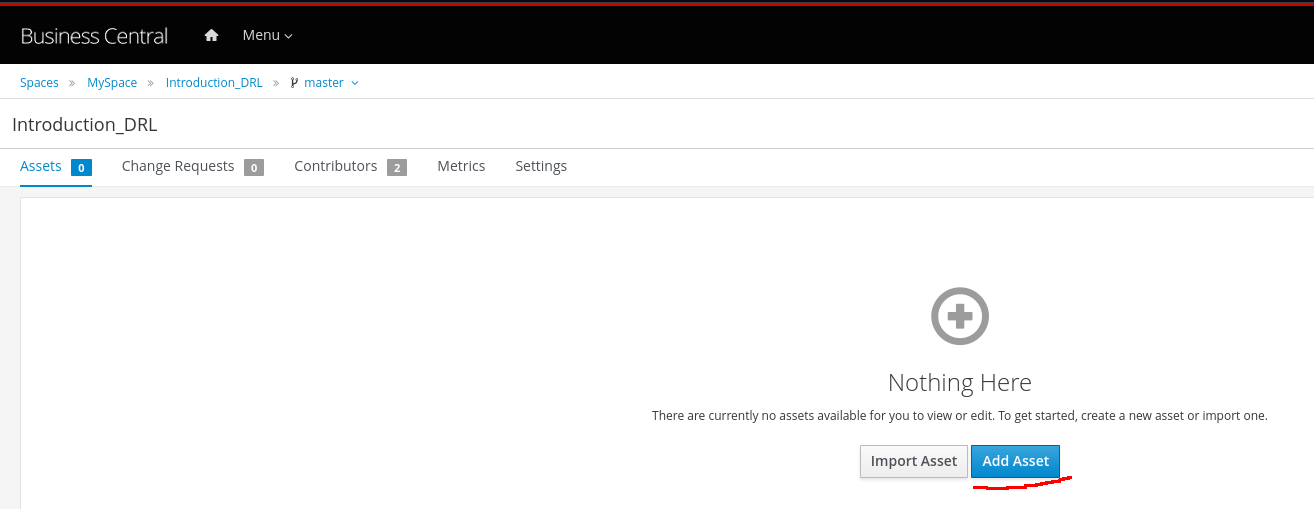 Business Central Menu
Spaces » MySpace » Introduction_DRL » master
Introduction_DRL
Assets 0 Change Requests 0 Contributors 2 Metrics Settings
Nothing Here
There are currently no assets available for you to view or edit. To get started, create a new asset or import one.
Import Asset Add Asset